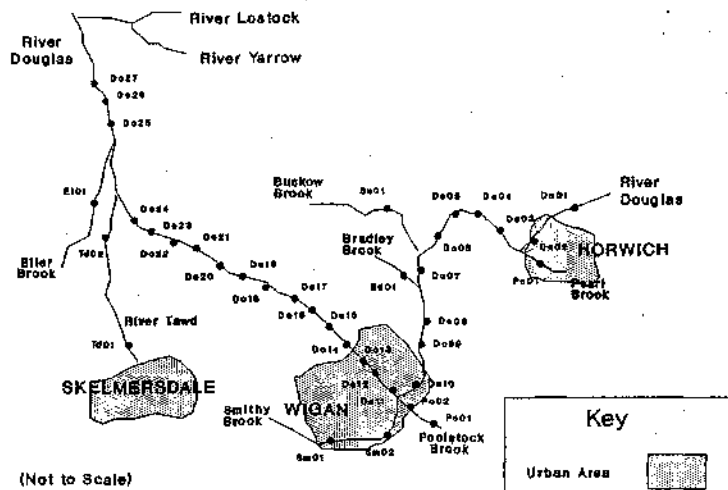 River Lostock
River Douglas
River Yarrow
Do27
Do26
Do25
Buckow Brook
Bu01
Do05
Do04
Do01
River Douglas
El01
Do24
Do23
Do21
Do03
Do02
HORWICH
Do22
Bradley Brook
Do06
Td02
Do20
Do19
Do07
Pe01
Pearl Brook
Eller Brook
Bd01
Do18
Do17
River Tawd
Do16
Do15
Do08
Do09
Td01
Do14
Do13
SKELMERSDALE
Do12
Do10
WIGAN
Do11
Po02
Smithy Brook
Po01
Poolstock Brook
Sm01
Sm02
Key
Urban Area
(Not to Scale)